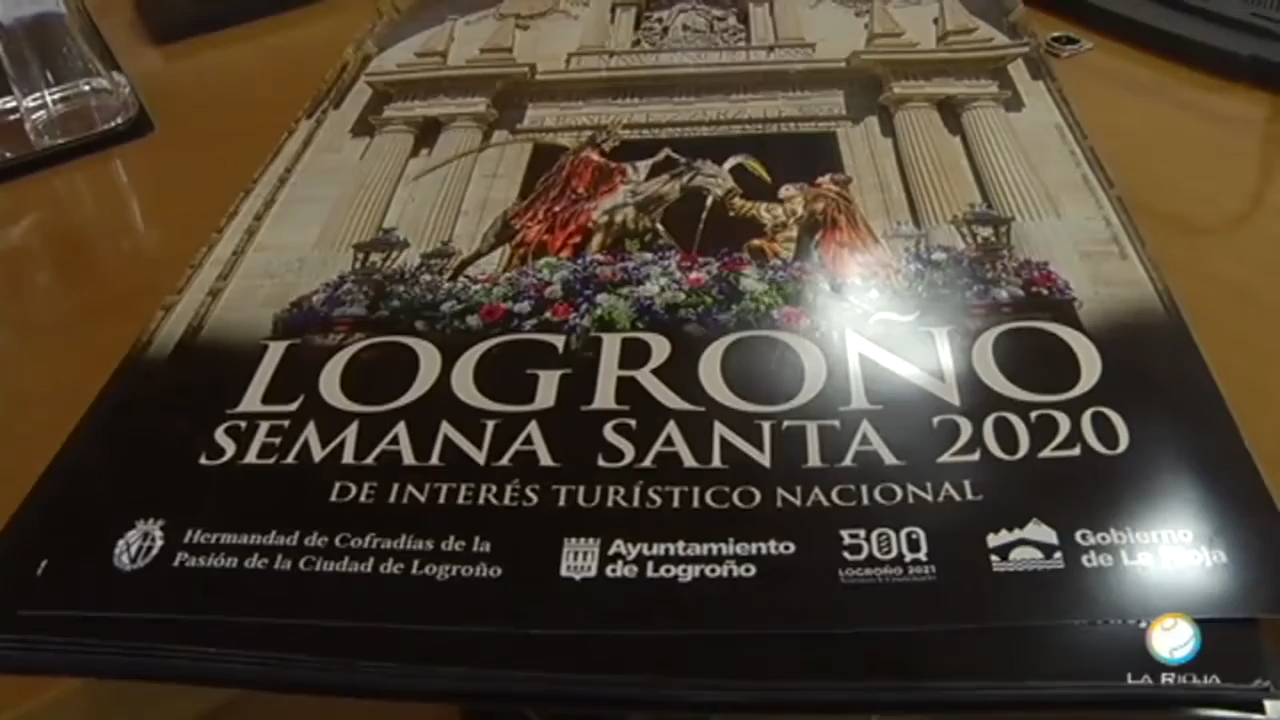 LOGROÑO
SEMANA SANTA 2020
DE INTERÉS TURÍSTICO NACIONAL
Hermandad de Cofradías de la
Pasión de la Ciudad de Logroño
Ayuntamiento
de Logroño
500
LOGROÑO 2021
Gobierno
de La Rioja
LA RIOJA